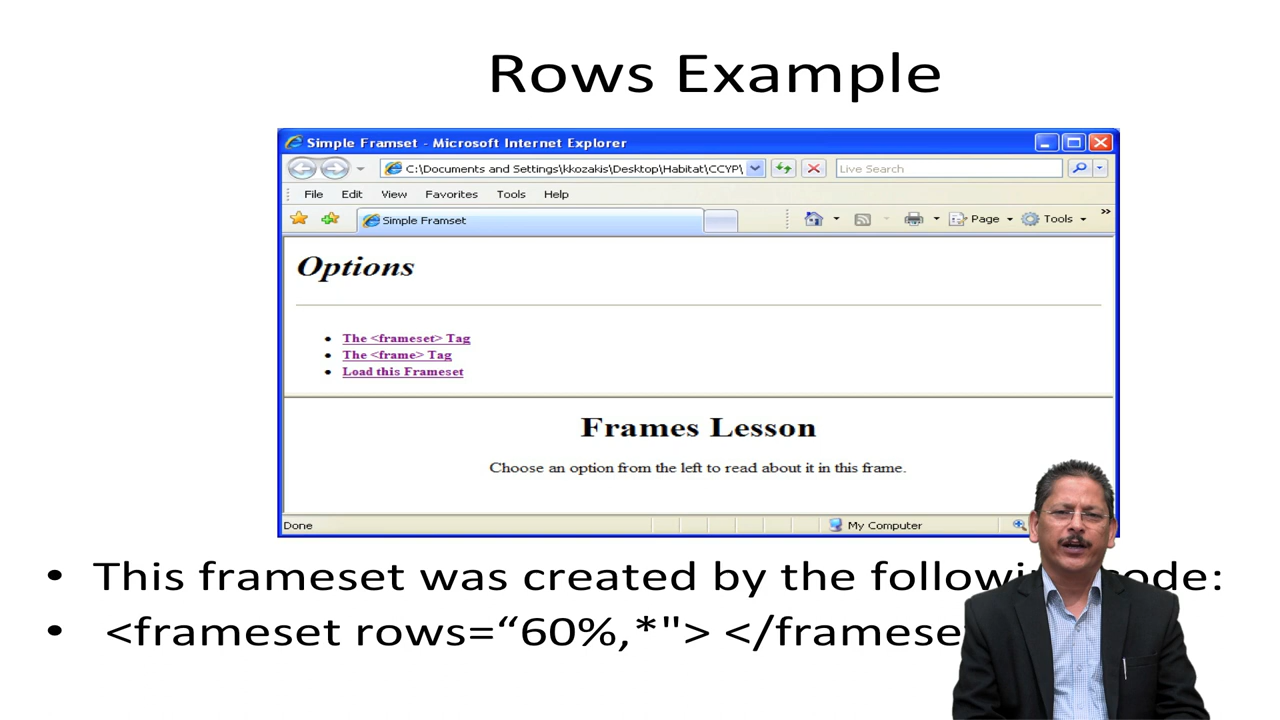 Rows Example
Simple Framset - Microsoft Internet Explorer
C:\Documents and Settings\kkozakis\Desktop\Habitat\CCYP\
Live Search
File Edit View Favorites Tools Help
Simple Framset
Page Tools
Options
• The <frameset> Tag
• The <frame> Tag
• Load this Frameset
Frames Lesson
Choose an option from the left to read about it in this frame.
Done
My Computer
• This frameset was created by the following code:
• <frameset rows=“60%,*"> </frameset